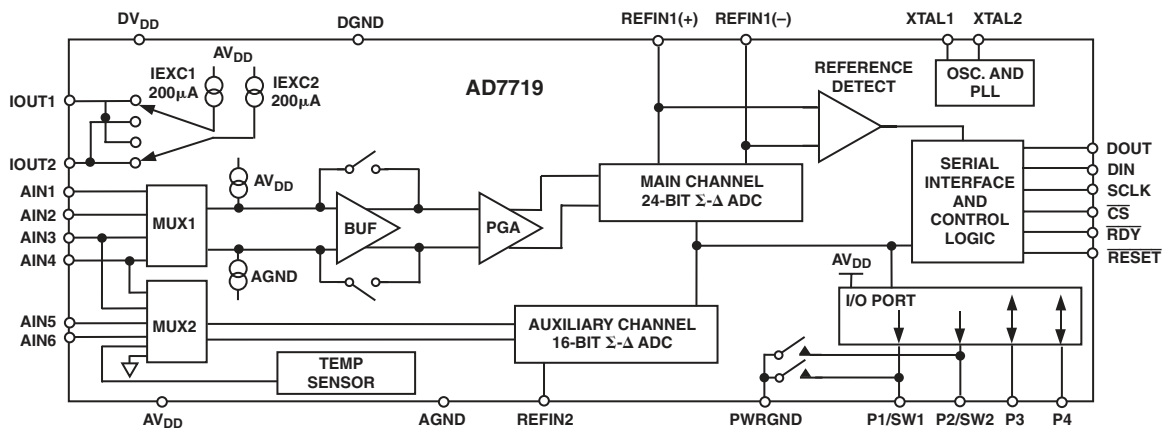 DVDD
DGND
REFIN1(+)
REFIN1(–)
XTAL1
XTAL2
AVDD
IEXC1
200µA
IEXC2
200µA
AD7719
REFERENCE
DETECT
OSC. AND
PLL
IOUT1
IOUT2
AIN1
AIN2
AIN3
AIN4
AIN5
AIN6
MUX1
AVDD
AGND
BUF
PGA
MAIN CHANNEL
24-BIT Σ-Δ ADC
SERIAL
INTERFACE
AND
CONTROL
LOGIC
DOUT
DIN
SCLK
C̅S̅
R̅D̅Y̅
R̅E̅S̅E̅T̅
MUX2
AUXILIARY CHANNEL
16-BIT Σ-Δ ADC
AVDD
I/O PORT
TEMP
SENSOR
AVDD
AGND
REFIN2
PWRGND
P1/SW1
P2/SW2
P3
P4